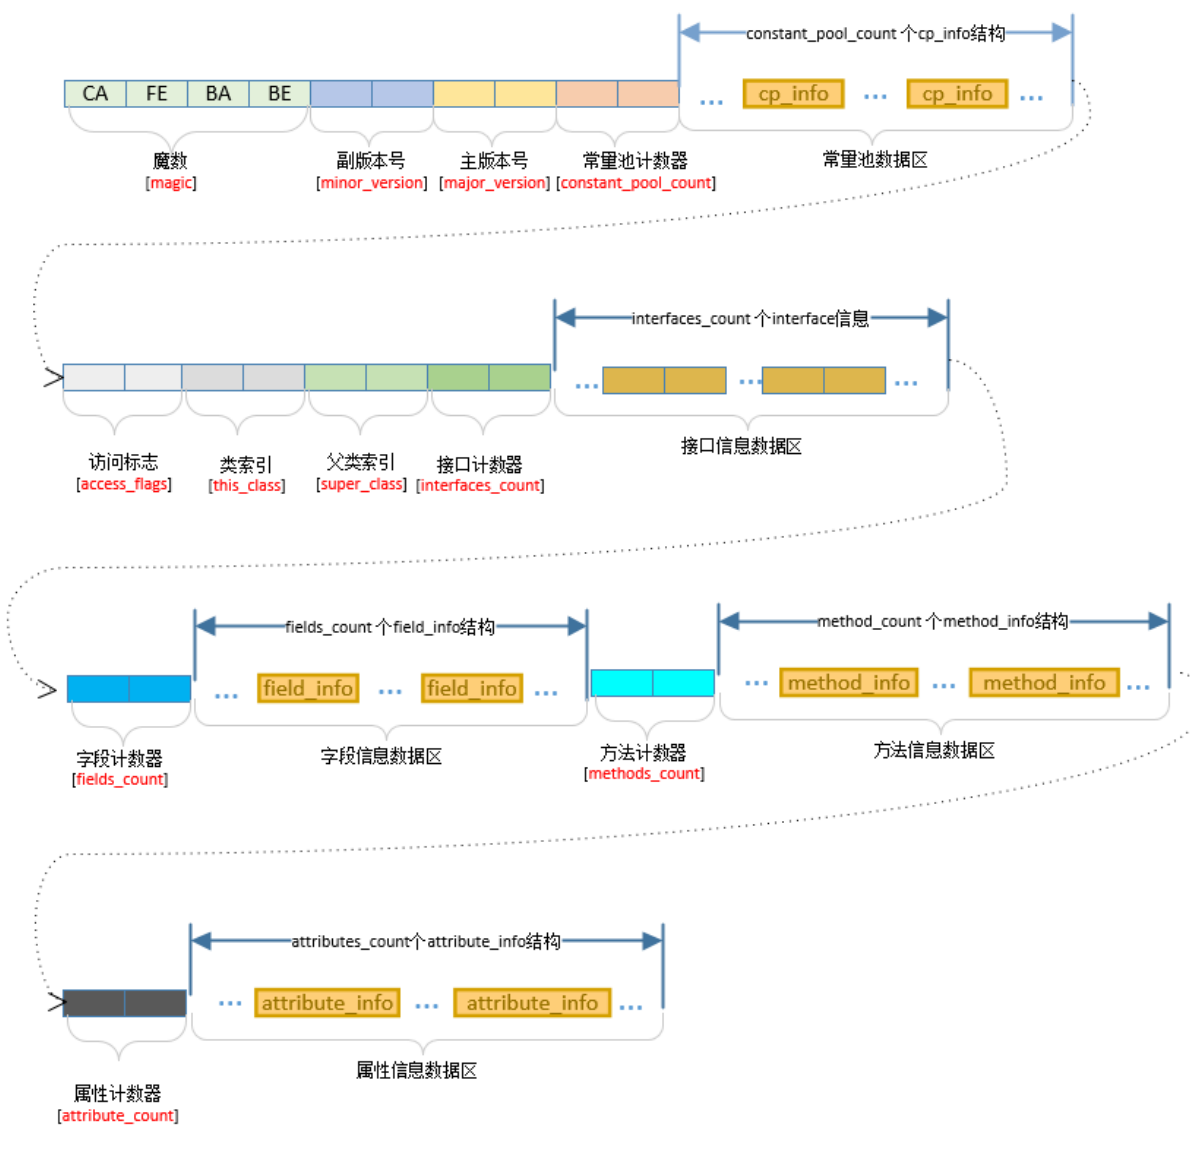 constant_pool_count 个cp_info结构
CA FE BA BE ... cp_info ... cp_info ...
魔数 副版本号 主版本号 常量池计数器 常量池数据区
[magic] [minor_version] [major_version] [constant_pool_count]
interfaces_count 个interface信息
... ... ...
访问标志 类索引 父类索引 接口计数器 接口信息数据区
[access_flags] [this_class] [super_class] [interfaces_count]
fields_count 个field_info结构 method_count 个method_info结构
... field_info ... field_info ... ... method_info ... method_info ...
字段计数器 字段信息数据区 方法计数器 方法信息数据区
[fields_count] [methods_count]
attributes_count个attribute_info结构
... attribute_info ... attribute_info ...
属性计数器 属性信息数据区
[attribute_count]